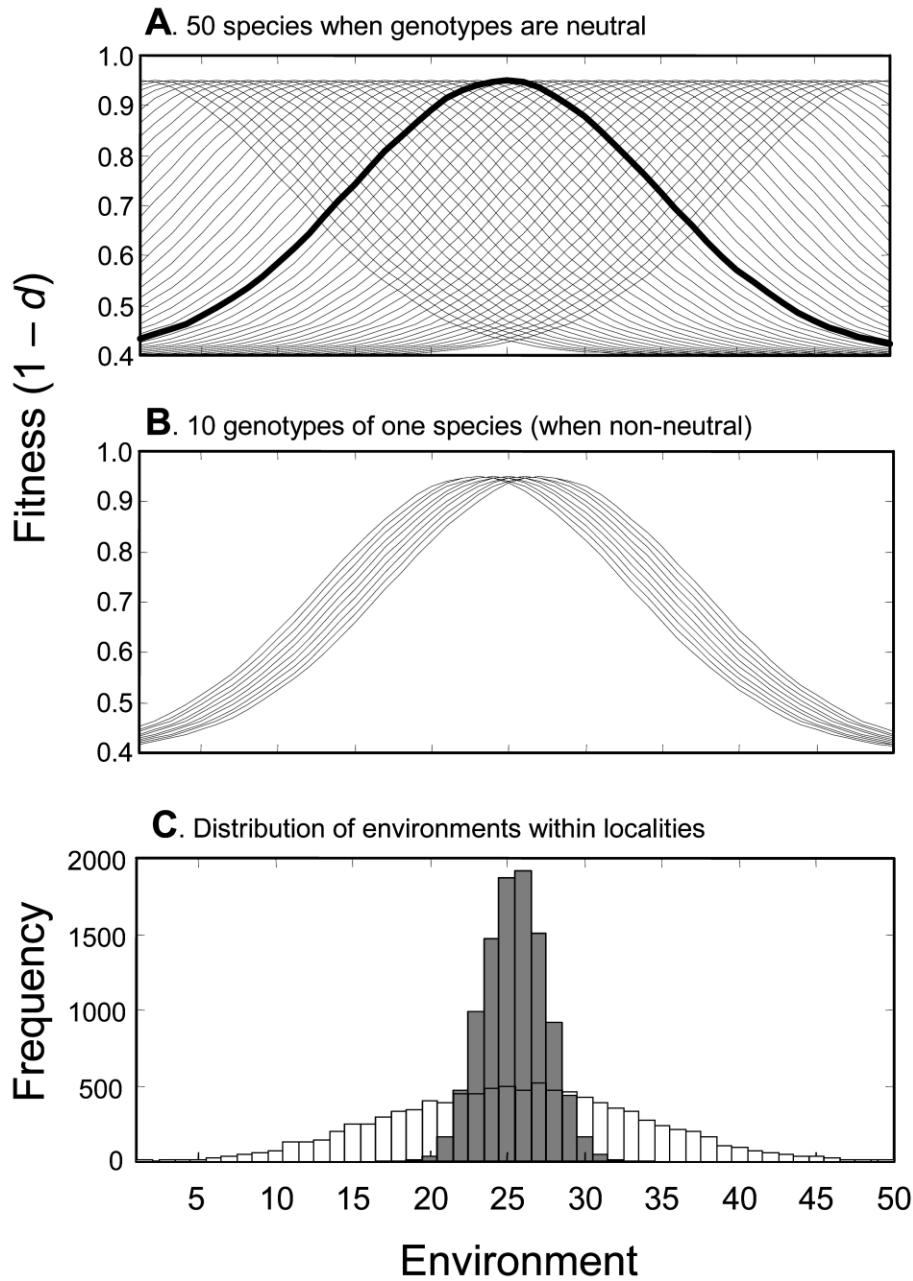 A. 50 species when genotypes are neutral
1.0
0.9
0.8
0.7
0.6
0.5
0.4
Fitness (1 – d)
B. 10 genotypes of one species (when non-neutral)
1.0
0.9
0.8
0.7
0.6
0.5
0.4
C. Distribution of environments within localities
2000
1500
1000
500
0
Frequency
5 10 15 20 25 30 35 40 45 50
Environment